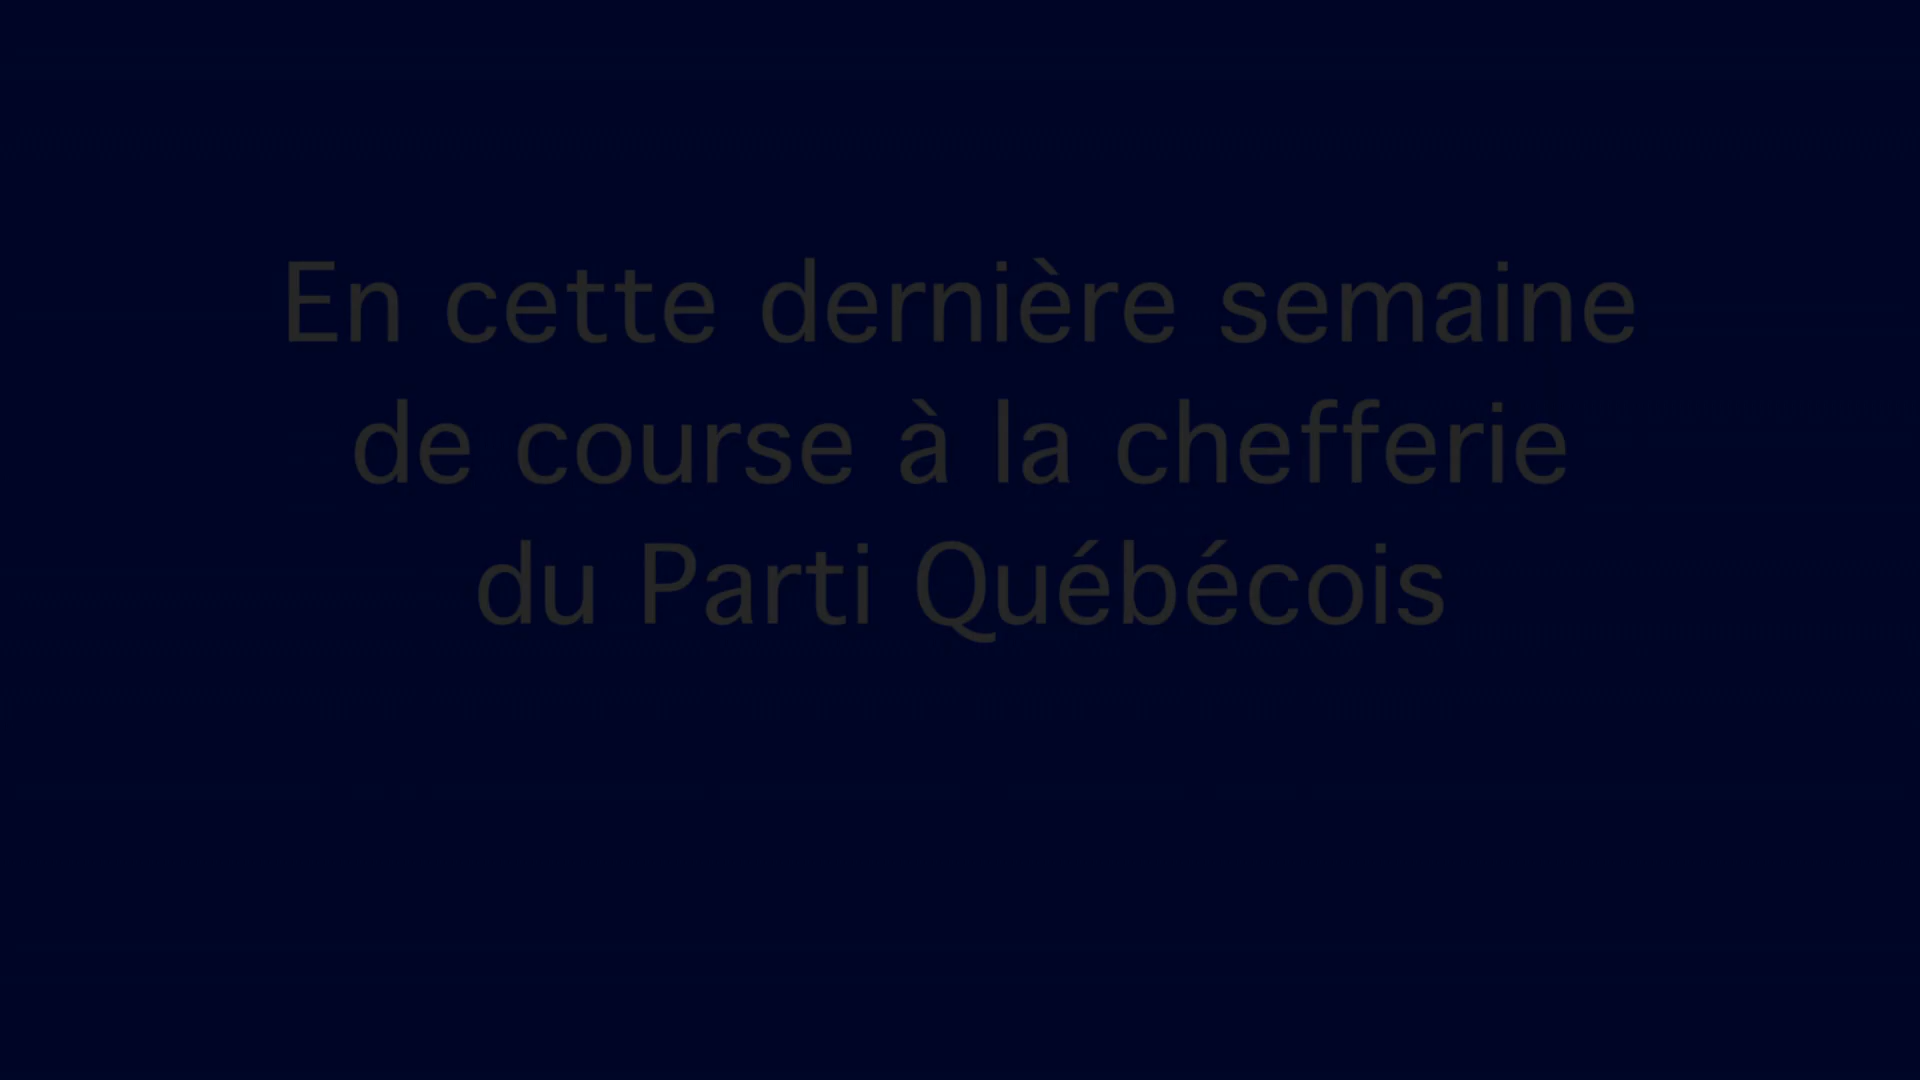 En cette dernière semaine
de course à la chefferie
du Parti Québécois